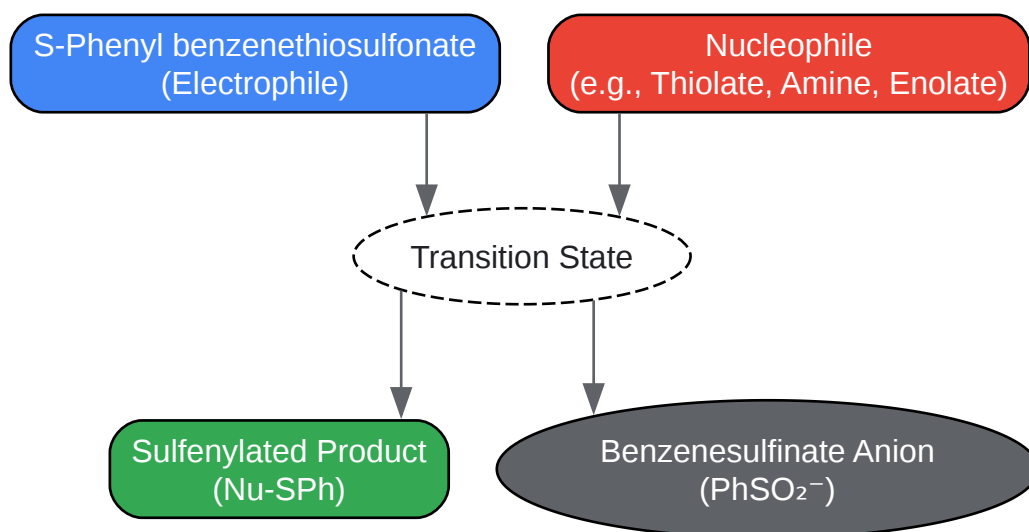 S-Phenyl benzenethiosulfonate
(Electrophile)
Nucleophile
(e.g., Thiolate, Amine, Enolate)
Transition State
Sulfenylated Product
(Nu-SPh)
Benzenesulfinate Anion
(PhSO₂⁻)